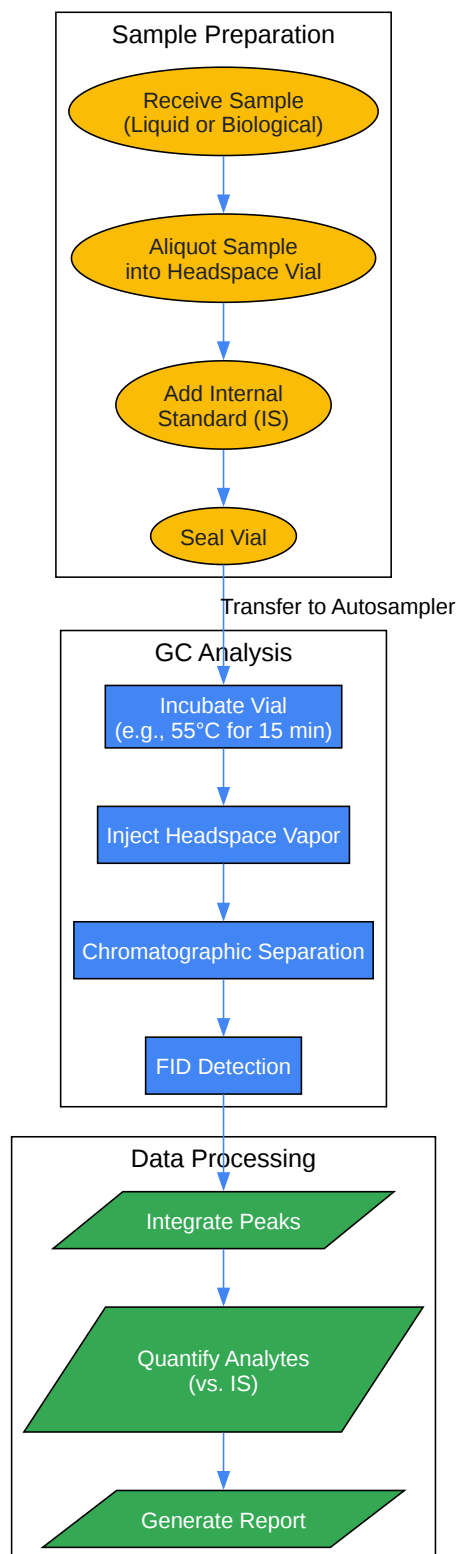 Sample Preparation
Receive Sample
(Liquid or Biological)
Aliquot Sample
into Headspace Vial
Add Internal
Standard (IS)
Seal Vial
Transfer to Autosampler
GC Analysis
Incubate Vial
(e.g., 55°C for 15 min)
Inject Headspace Vapor
Chromatographic Separation
FID Detection
Data Processing
Integrate Peaks
Quantify Analytes
(vs. IS)
Generate Report